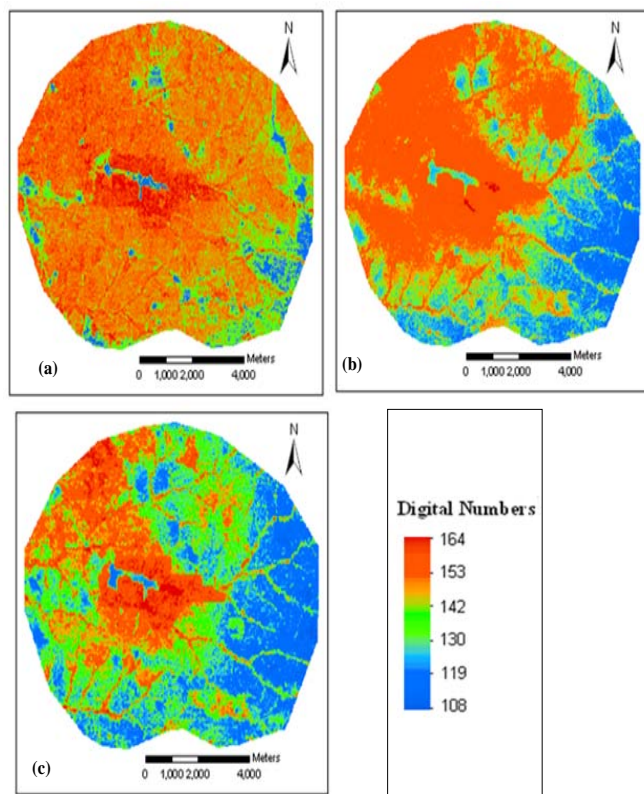 N
(a)
Meters
0 1,000 2,000 4,000
N
(b)
Meters
0 1,000 2,000 4,000
N
(c)
Meters
0 1,000 2,000 4,000
Digital Numbers
164
153
142
130
119
108